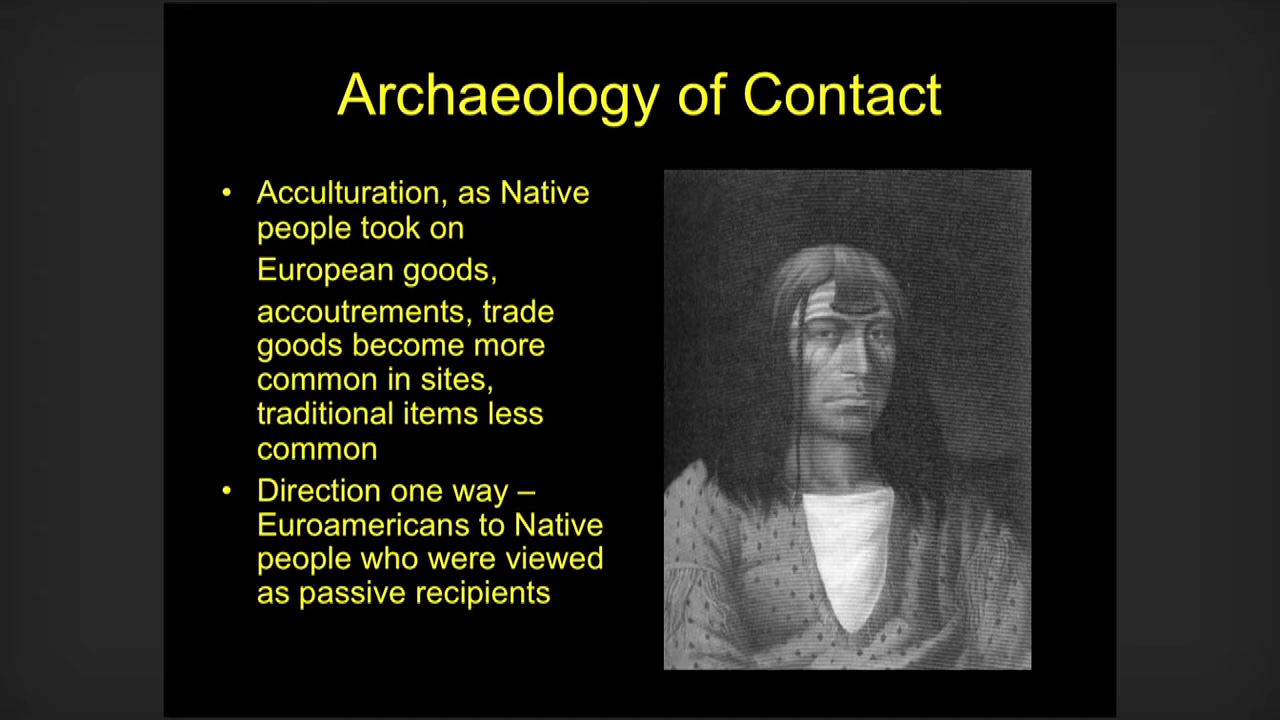 Archaeology of Contact
• Acculturation, as Native
people took on
European goods,
accoutrements, trade
goods become more
common in sites,
traditional items less
common
• Direction one way –
Euroamericans to Native
people who were viewed
as passive recipients